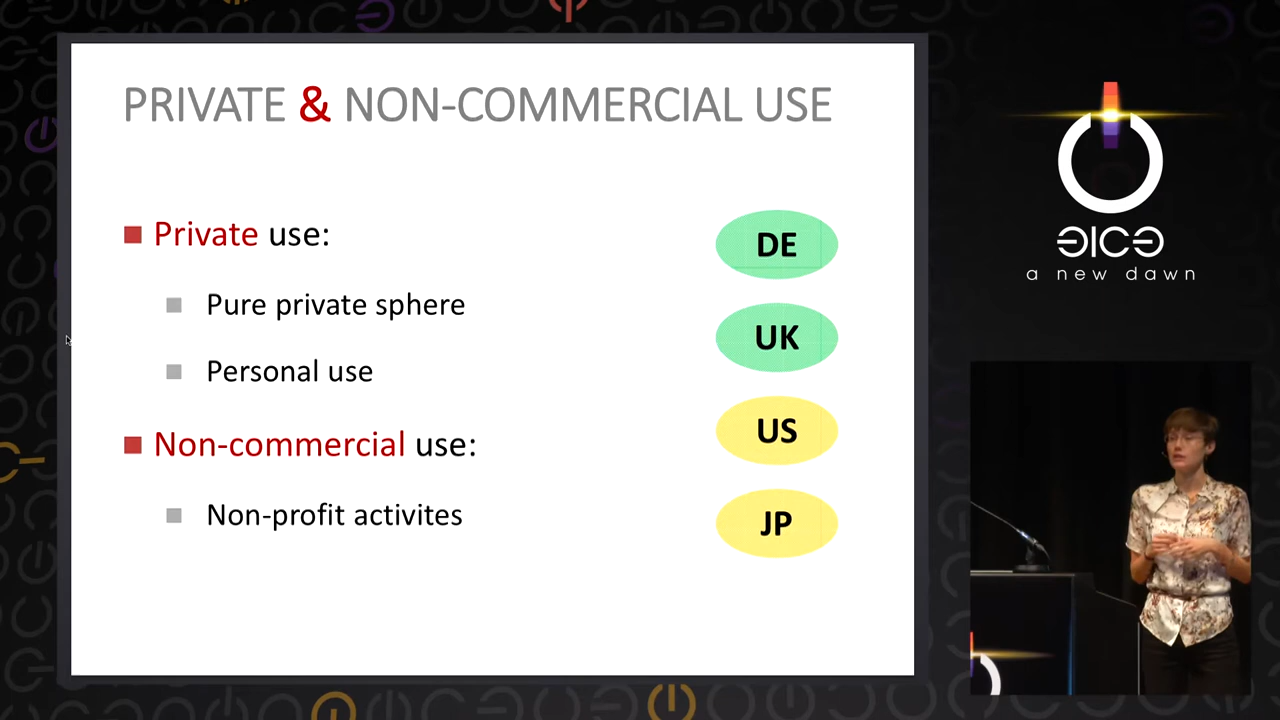 PRIVATE & NON-COMMERCIAL USE
Private use:
Pure private sphere
Personal use
Non-commercial use:
Non-profit activites
DE
UK
US
JP
ɘICɘ
a new dawn